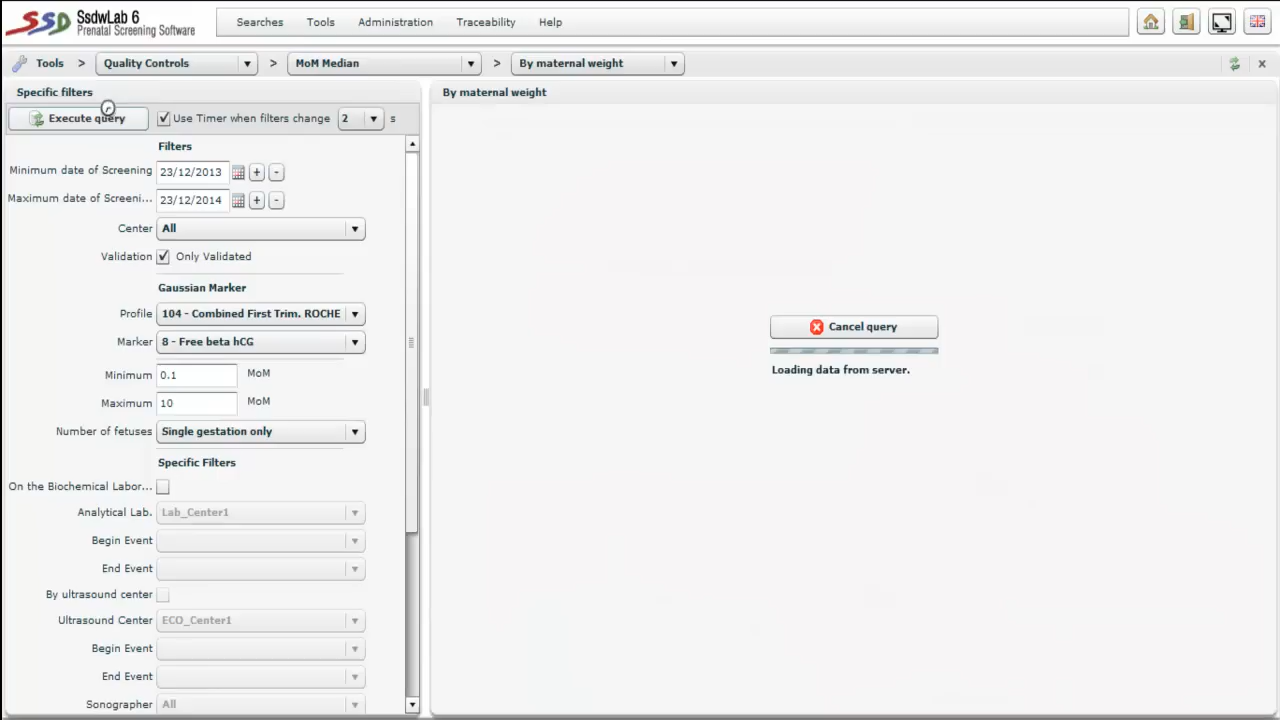 SSD SsdwLab 6
Prenatal Screening Software
Searches Tools Administration Traceability Help
Tools > Quality Controls > MoM Median > By maternal weight
Specific filters
Execute query Use Timer when filters change 2 s
Filters
Minimum date of Screening 23/12/2013 + -
Maximum date of Screeni... 23/12/2014 + -
Center All
Validation Only Validated
Gaussian Marker
Profile 104 - Combined First Trim. ROCHE
Marker 8 - Free beta hCG
Minimum 0.1 MoM
Maximum 10 MoM
Number of fetuses Single gestation only
Specific Filters
On the Biochemical Labor...
Analytical Lab. Lab_Center1
Begin Event
End Event
By ultrasound center
Ultrasound Center ECO_Center1
Begin Event
End Event
Sonographer All
By maternal weight
Cancel query
Loading data from server.